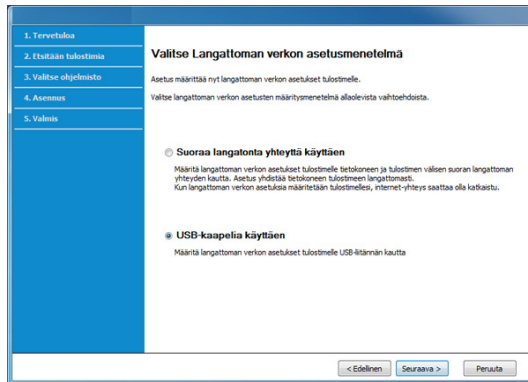 1. Tervetuloa
2. Etsitään tulostimia
3. Valitse ohjelmisto
4. Asennus
5. Valmis
Valitse Langattoman verkon asetusmenetelmä
Asetus määrittää nyt langattoman verkon asetukset tulostimelle.
Valitse langattoman verkon asetusten määritysmenetelmä allaolevista vaihtoehdoista.
Suoraa langatonta yhteyttä käyttäen
Määritä langattoman verkon asetukset tulostimelle tietokoneen ja tulostimen välisen suoran langattoman
yhteyden kautta. Asetus yhdistää tietokoneen tulostimeen langattomasti.
Kun langattoman verkon asetuksia määritetään tulostimellesi, internet-yhteys saattaa olla katkaistu.
USB-kaapelia käyttäen
Määritä langattoman verkon asetukset tulostimelle USB-liitännän kautta
< Edellinen
Seuraava >
Peruuta